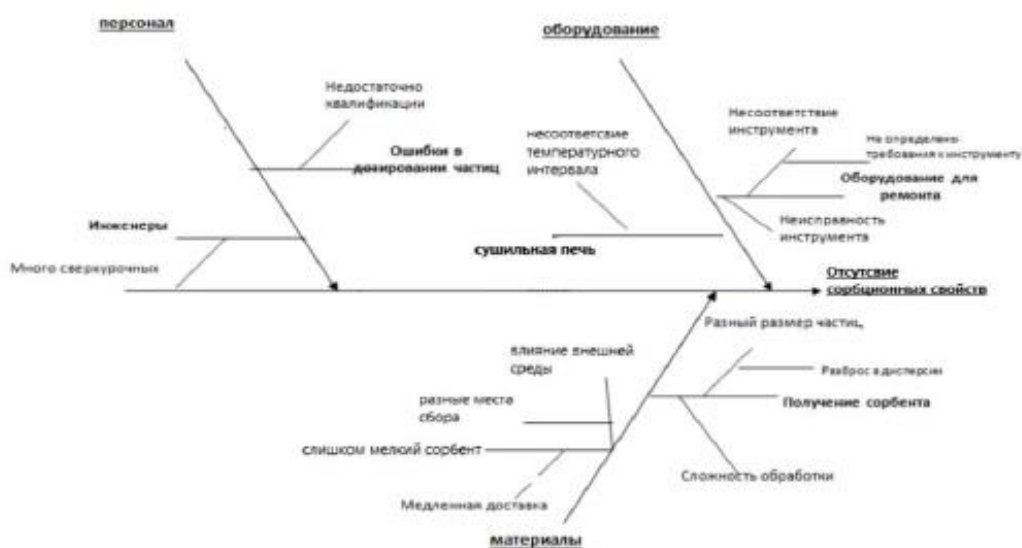 персонал
оборудование
Недостаточно
квалификации
Ошибки в
дозировании частиц
Инженеры
Много сверхурочных
несоответсвие
температурного
интервала
сушильная печь
Несоответствие
инструмента
Не определены
требования к инструменту
Оборудование для
ремонта
Неисправность
инструмента
Отсутсвие
сорбционных свойств
Разный размер частиц
Разброс в дисперсии
Получение сорбента
Сложность обработки
влияние внешней
среды
разные места
сбора
слишком мелкий сорбент
Медленная доставка
материалы